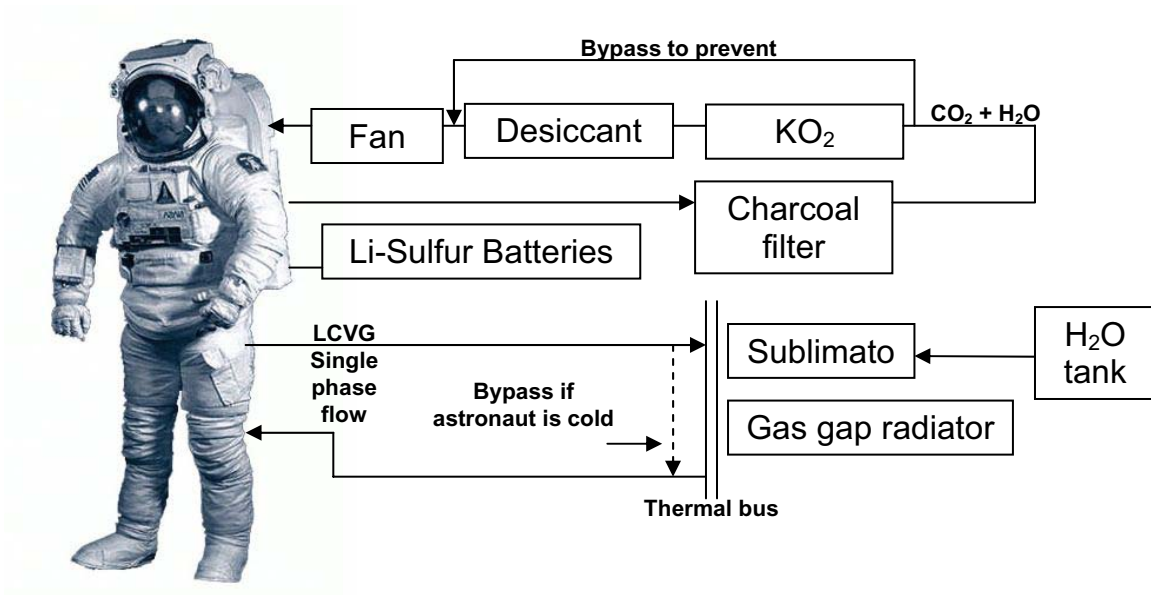 Bypass to prevent
CO₂ + H₂O
Fan
Desiccant
KO₂
Charcoal
filter
Li-Sulfur Batteries
LCVG
Single
phase
flow
Bypass if
astronaut is cold
Sublimato
H₂O
tank
Gas gap radiator
Thermal bus